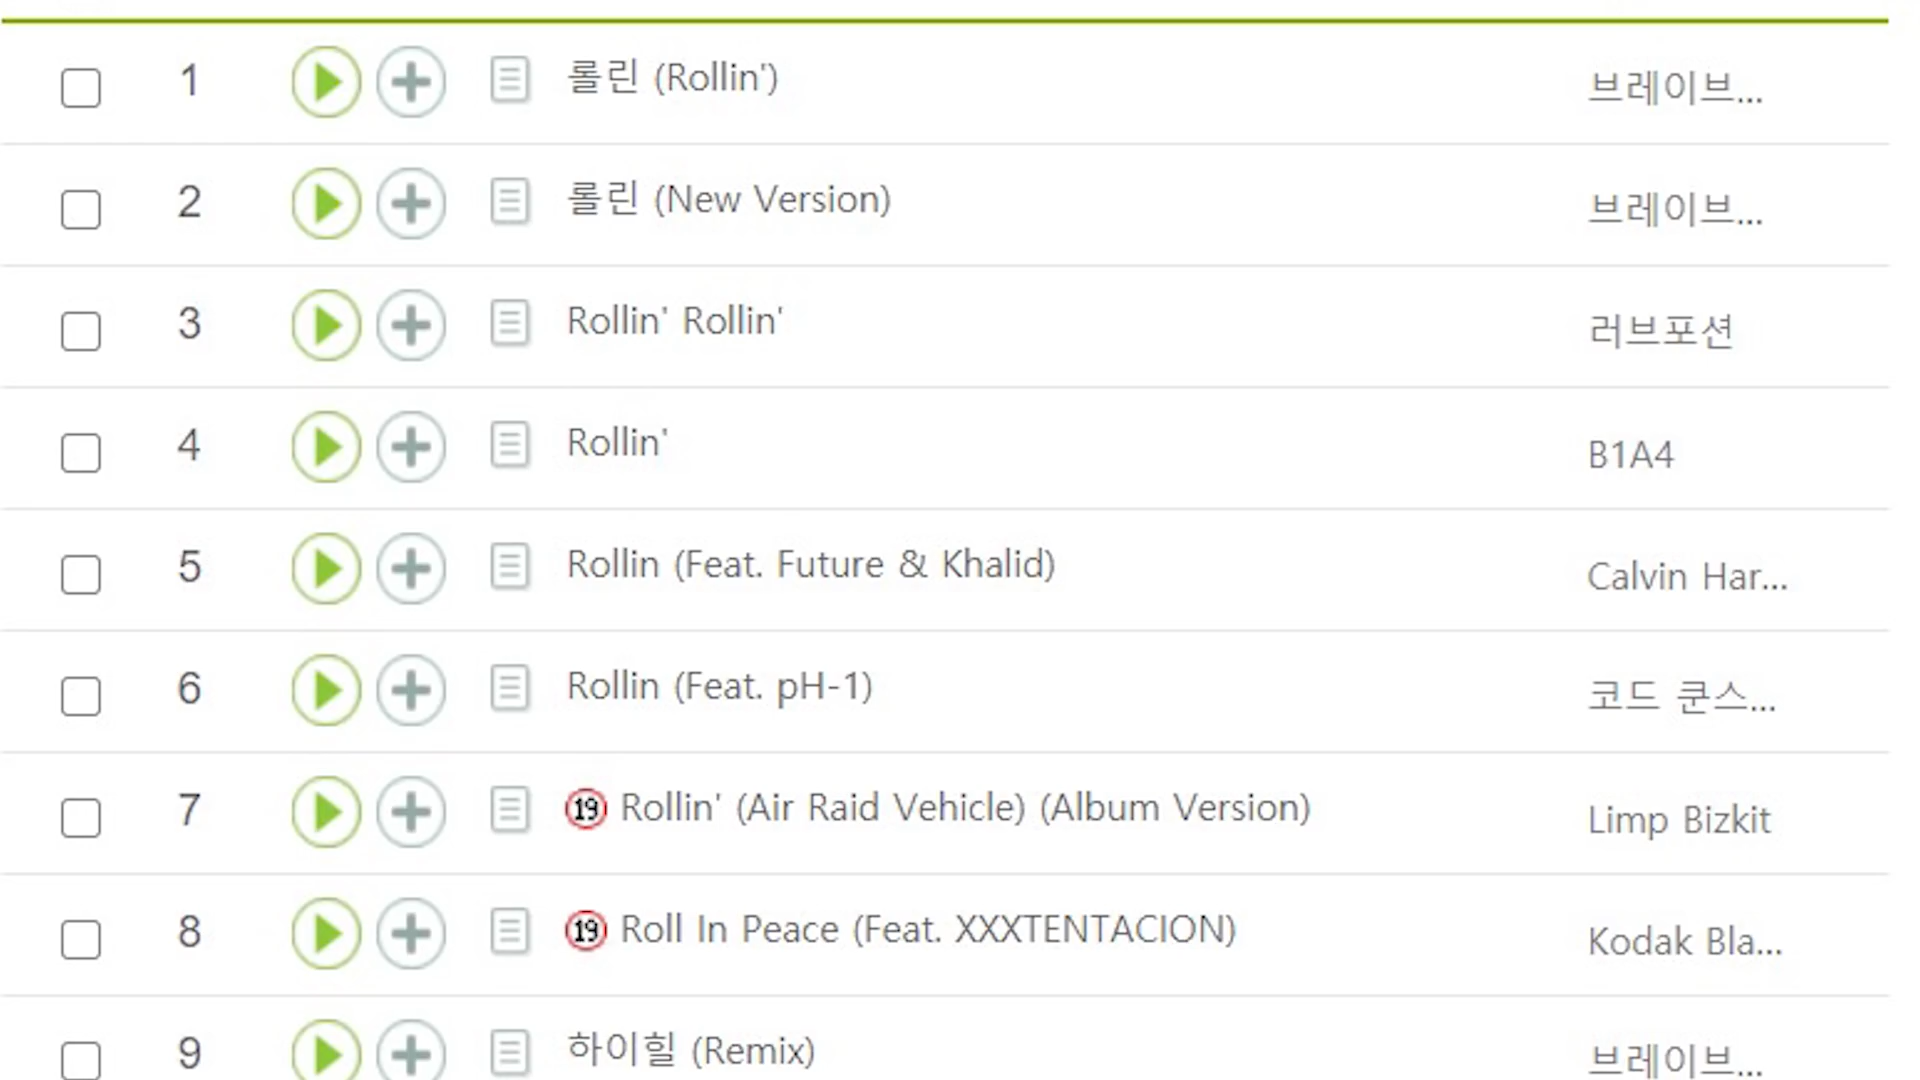 1 롤린 (Rollin') 브레이브...
2 롤린 (New Version) 브레이브...
3 Rollin' Rollin' 러브포션
4 Rollin' B1A4
5 Rollin (Feat. Future & Khalid) Calvin Har...
6 Rollin (Feat. pH-1) 코드 쿤스...
7 19 Rollin' (Air Raid Vehicle) (Album Version) Limp Bizkit
8 19 Roll In Peace (Feat. XXXTENTACION) Kodak Bla...
9 하이힐 (Remix) 브레이브...